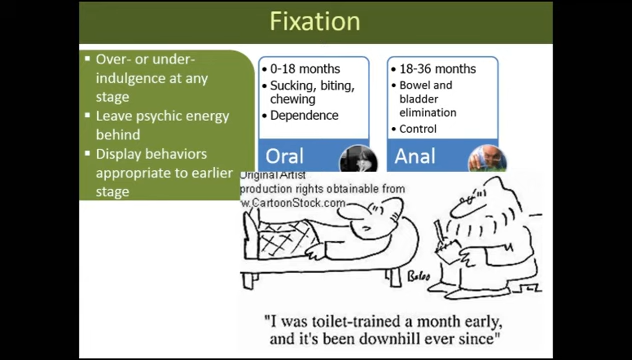 Fixation
Over- or under-
indulgence at any
stage
Leave psychic energy
behind
Display behaviors
appropriate to earlier
stage
0-18 months
Sucking, biting,
chewing
Dependence
Oral
18-36 months
Bowel and
bladder
elimination
Control
Anal
Original Artist
production rights obtainable from
w.CartoonStock.com
"I was toilet-trained a month early,
and it's been downhill ever since"